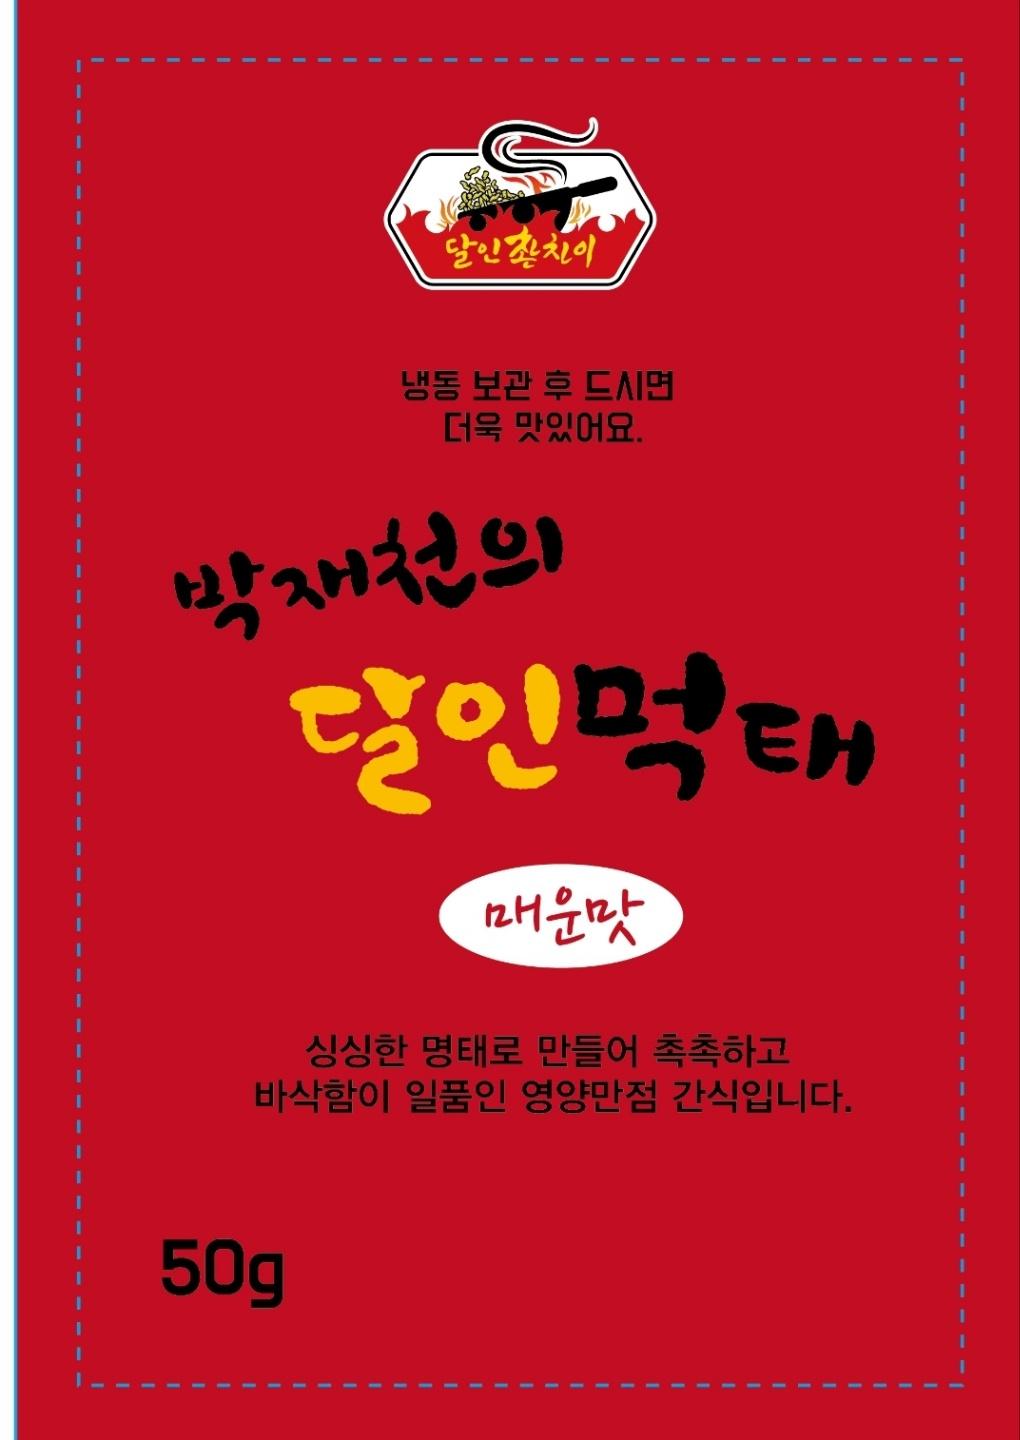 달인촌친이
냉동 보관 후 드시면
더욱 맛있어요.
박재천의
달인먹태
매운맛
싱싱한 명태로 만들어 촉촉하고
바삭함이 일품인 영양만점 간식입니다.
50g